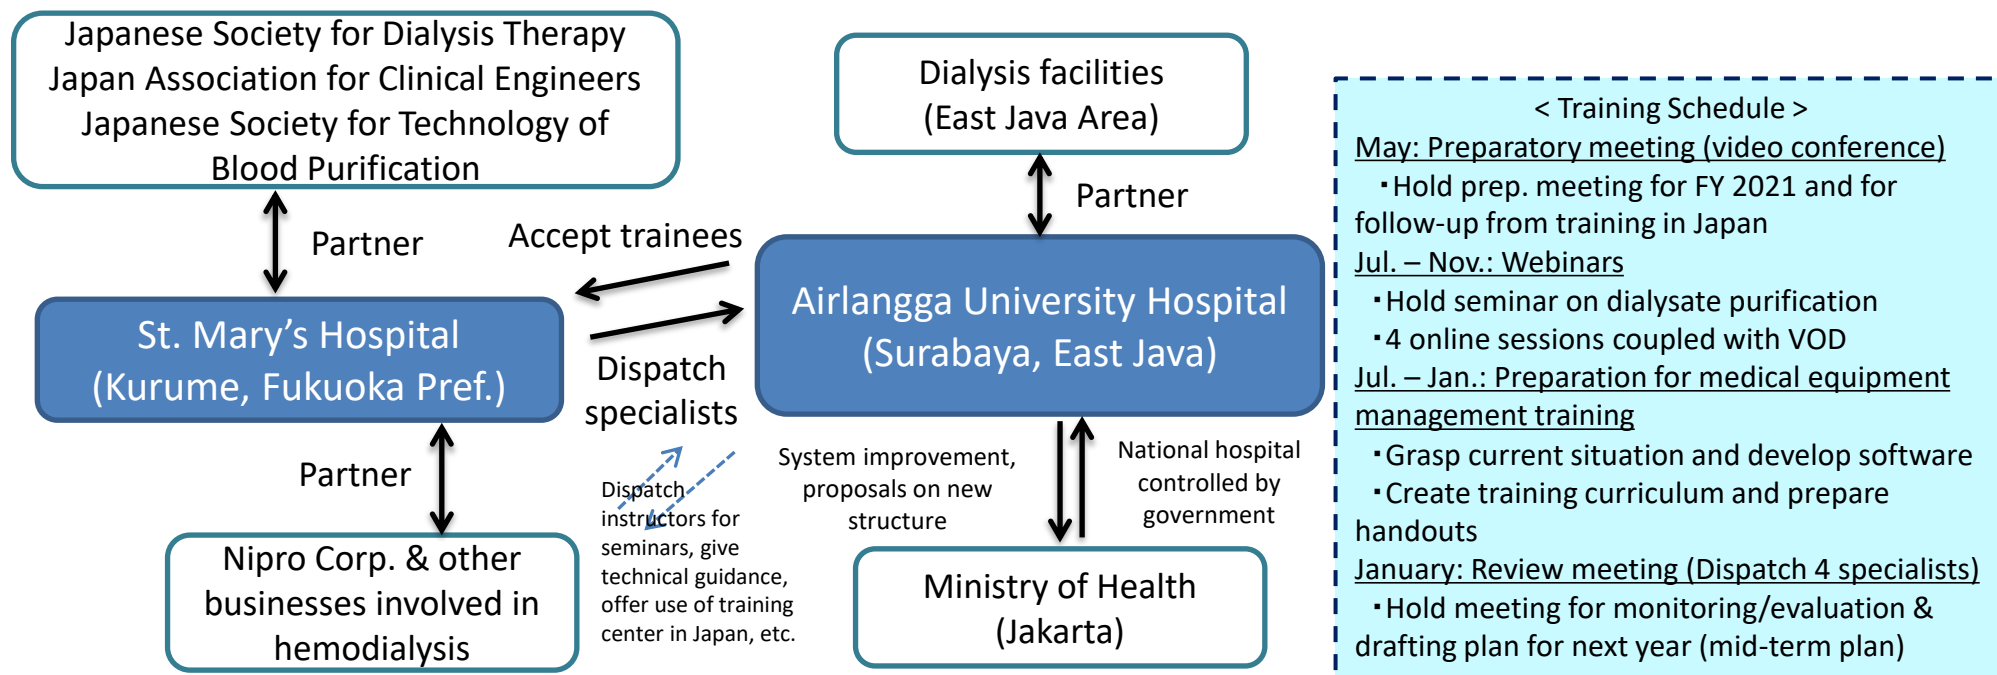 Japanese Society for Dialysis Therapy
Japan Association for Clinical Engineers
Japanese Society for Technology of
Blood Purification
Partner
St. Mary’s Hospital
(Kurume, Fukuoka Pref.)
Partner
Nipro Corp. & other
businesses involved in
hemodialysis
Accept trainees
Dispatch
specialists
Dispatch
instructors for
seminars, give
technical guidance,
offer use of training
center in Japan, etc.
Dialysis facilities
(East Java Area)
Partner
Airlangga University Hospital
(Surabaya, East Java)
System improvement,
proposals on new
structure
National hospital
controlled by
government
Ministry of Health
(Jakarta)
< Training Schedule >
May: Preparatory meeting (video conference)
・Hold prep. meeting for FY 2021 and for
follow-up from training in Japan
Jul. – Nov.: Webinars
・Hold seminar on dialysate purification
・4 online sessions coupled with VOD
Jul. – Jan.: Preparation for medical equipment
management training
・Grasp current situation and develop software
・Create training curriculum and prepare
handouts
January: Review meeting (Dispatch 4 specialists)
・Hold meeting for monitoring/evaluation &
drafting plan for next year (mid-term plan)